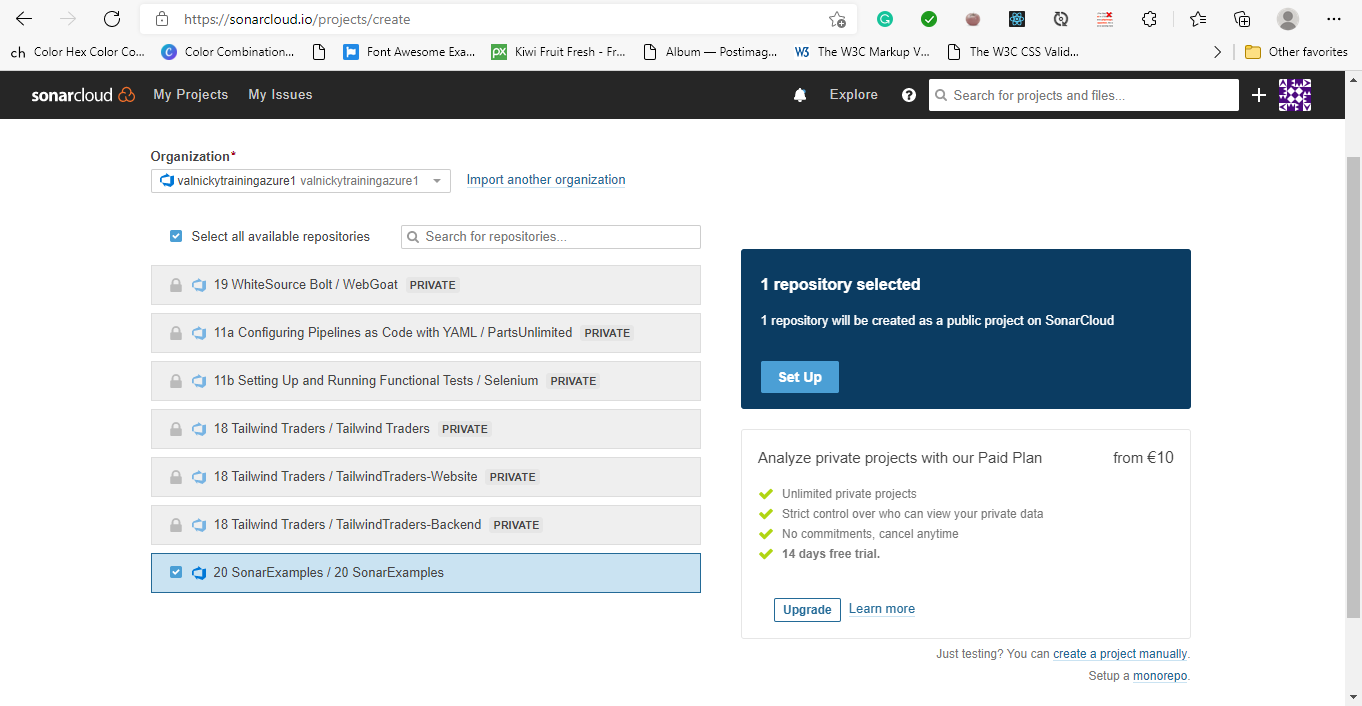 https://sonarcloud.io/projects/create
ch Color Hex Color Co... Color Combination... Font Awesome Exa... Kiwi Fruit Fresh - Fr... Album — Postimag... W3S The W3C Markup V... The W3C CSS Valid... Other favorites
sonarcloud My Projects My Issues Explore Search for projects and files...
Organization*
valnickytrainingazure1 valnickytrainingazure1 Import another organization
Select all available repositories Search for repositories...
19 WhiteSource Bolt / WebGoat PRIVATE
11a Configuring Pipelines as Code with YAML / PartsUnlimited PRIVATE
11b Setting Up and Running Functional Tests / Selenium PRIVATE
18 Tailwind Traders / Tailwind Traders PRIVATE
18 Tailwind Traders / TailwindTraders-Website PRIVATE
18 Tailwind Traders / TailwindTraders-Backend PRIVATE
20 SonarExamples / 20 SonarExamples
1 repository selected
1 repository will be created as a public project on SonarCloud
Set Up
Analyze private projects with our Paid Plan from €10
Unlimited private projects
Strict control over who can view your private data
No commitments, cancel anytime
14 days free trial.
Upgrade Learn more
Just testing? You can create a project manually.
Setup a monorepo.